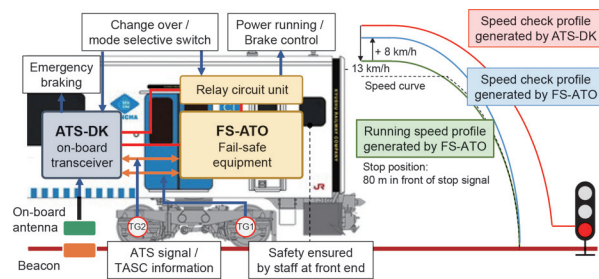 Change over /
mode selective switch
Power running /
Brake control
Speed check profile
generated by ATS-DK
Emergency
braking
Relay circuit unit
+ 8 km/h
- 13 km/h
Speed curve
Speed check profile
generated by FS-ATO
ATS-DK
on-board
transceiver
FS-ATO
Fail-safe
equipment
Running speed profile
generated by FS-ATO
Stop position:
80 m in front of stop signal
JR
On-board
antenna
TG2
TG1
Beacon
ATS signal /
TASC information
Safety ensured
by staff at front end